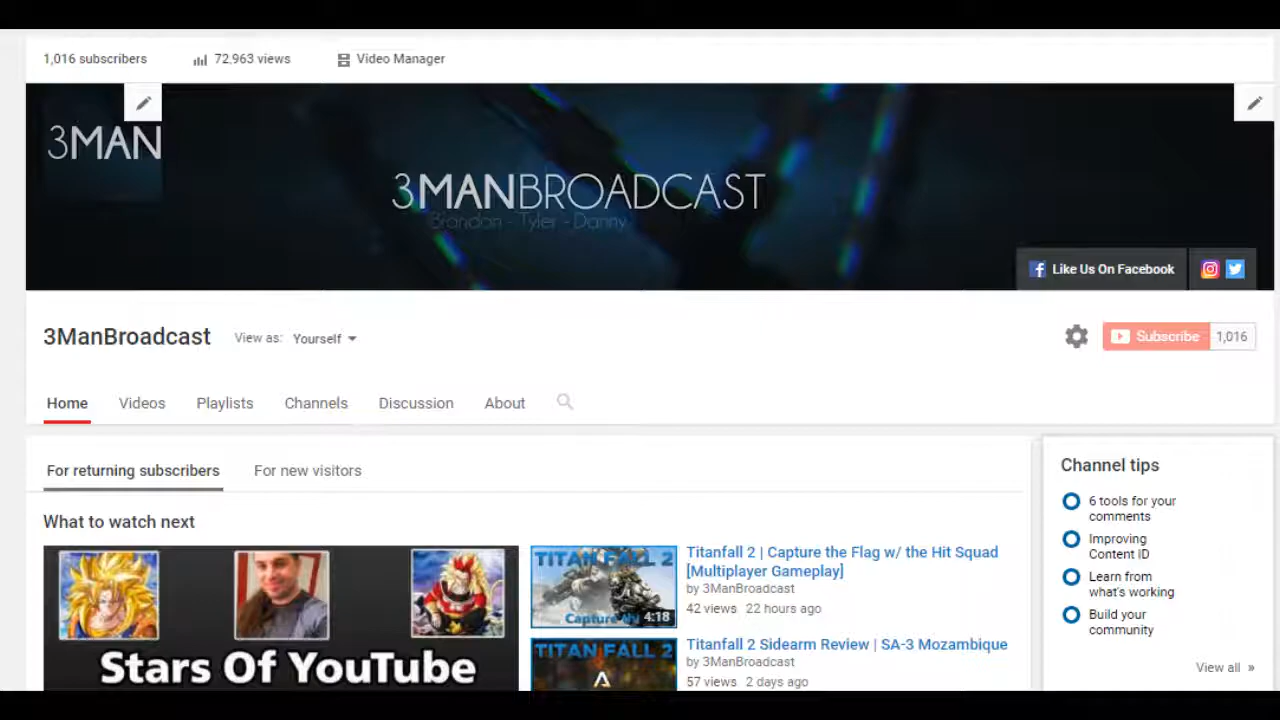 1,016 subscribers 72,963 views Video Manager
3MAN
3MANBROADCAST
Brandon - Tyler - Danny
Like Us On Facebook
3ManBroadcast View as: Yourself Subscribe 1,016
Home Videos Playlists Channels Discussion About
For returning subscribers For new visitors
What to watch next
Stars Of YouTube
TITAN FALL 2
Capture
4:18
Titanfall 2 | Capture the Flag w/ the Hit Squad
[Multiplayer Gameplay]
by 3ManBroadcast
42 views 22 hours ago
TITAN FALL 2
Titanfall 2 Sidearm Review | SA-3 Mozambique
by 3ManBroadcast
57 views 2 days ago
Channel tips
6 tools for your
comments
Improving
Content ID
Learn from
what's working
Build your
community
View all »